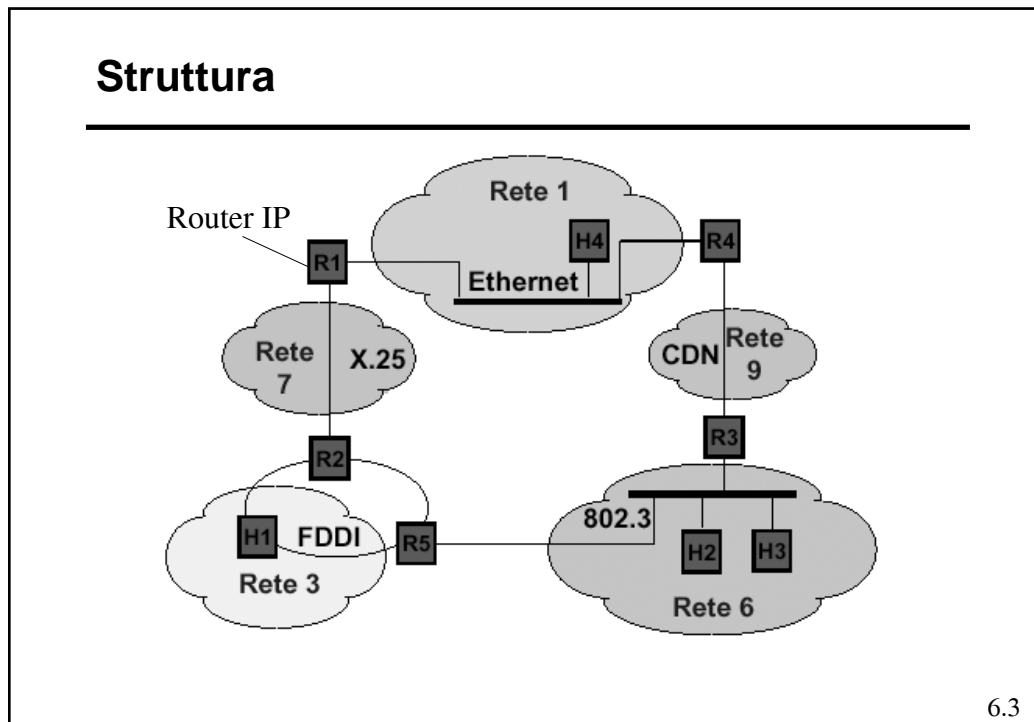 Struttura
Rete 1
Router IP
H4
R4
R1
Ethernet
Rete
7
X.25
CDN
Rete
9
R3
R2
802.3
H1
FDDI
R5
H2
H3
Rete 3
Rete 6
6.3